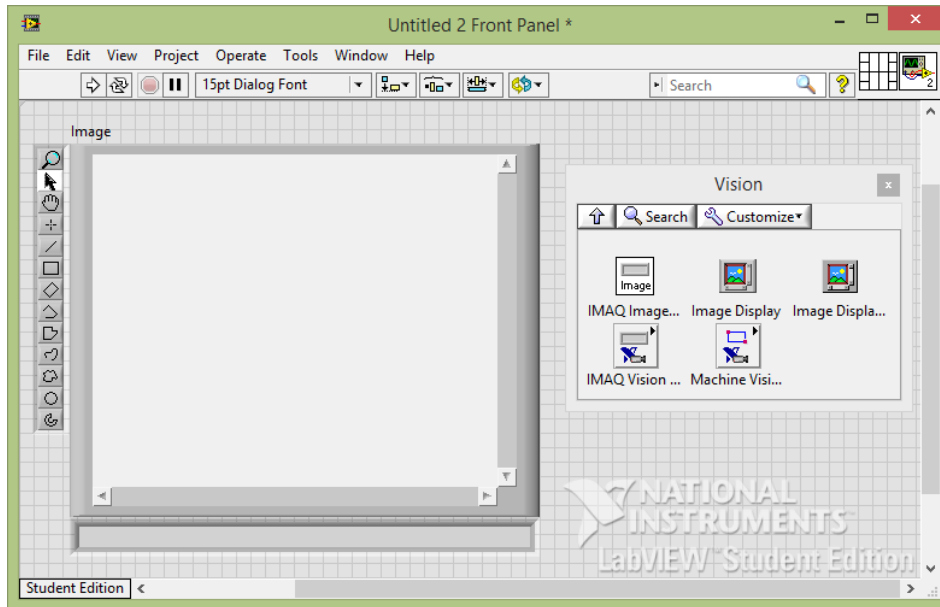 Untitled 2 Front Panel *
File Edit View Project Operate Tools Window Help
15pt Dialog Font Search ? 2
Image
Vision
Search Customize
Image
IMAQ Image... Image Display Image Displa...
IMAQ Vision ... Machine Visi...
NATIONAL
INSTRUMENTS
LabVIEW™ Student Edition
Student Edition